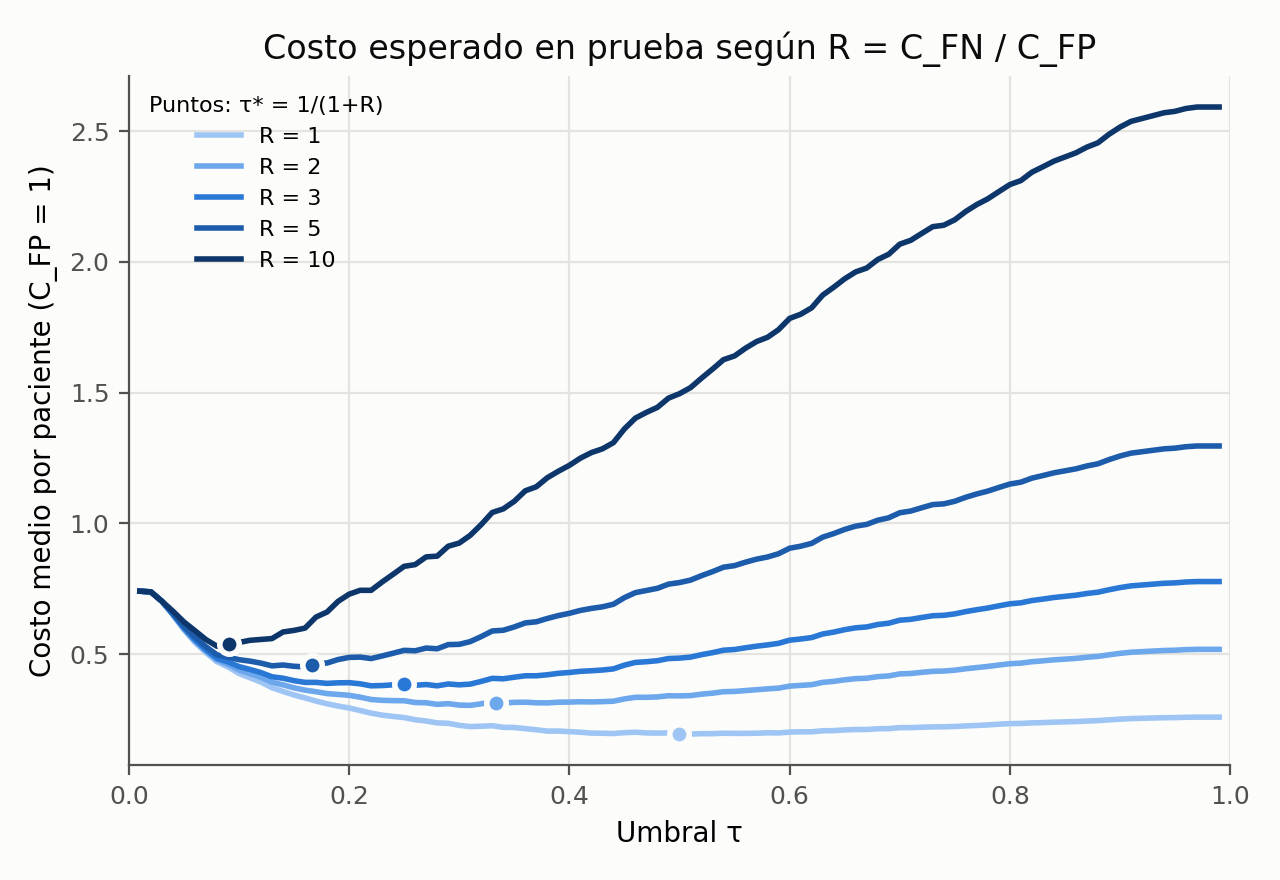 Costo esperado en prueba según R = C_FN / C_FP
Costo medio por paciente (C_FP = 1)
Puntos: τ* = 1/(1+R)
R = 1
R = 2
R = 3
R = 5
R = 10
2.5
2.0
1.5
1.0
0.5
0.0
0.2
0.4
0.6
0.8
1.0
Umbral τ